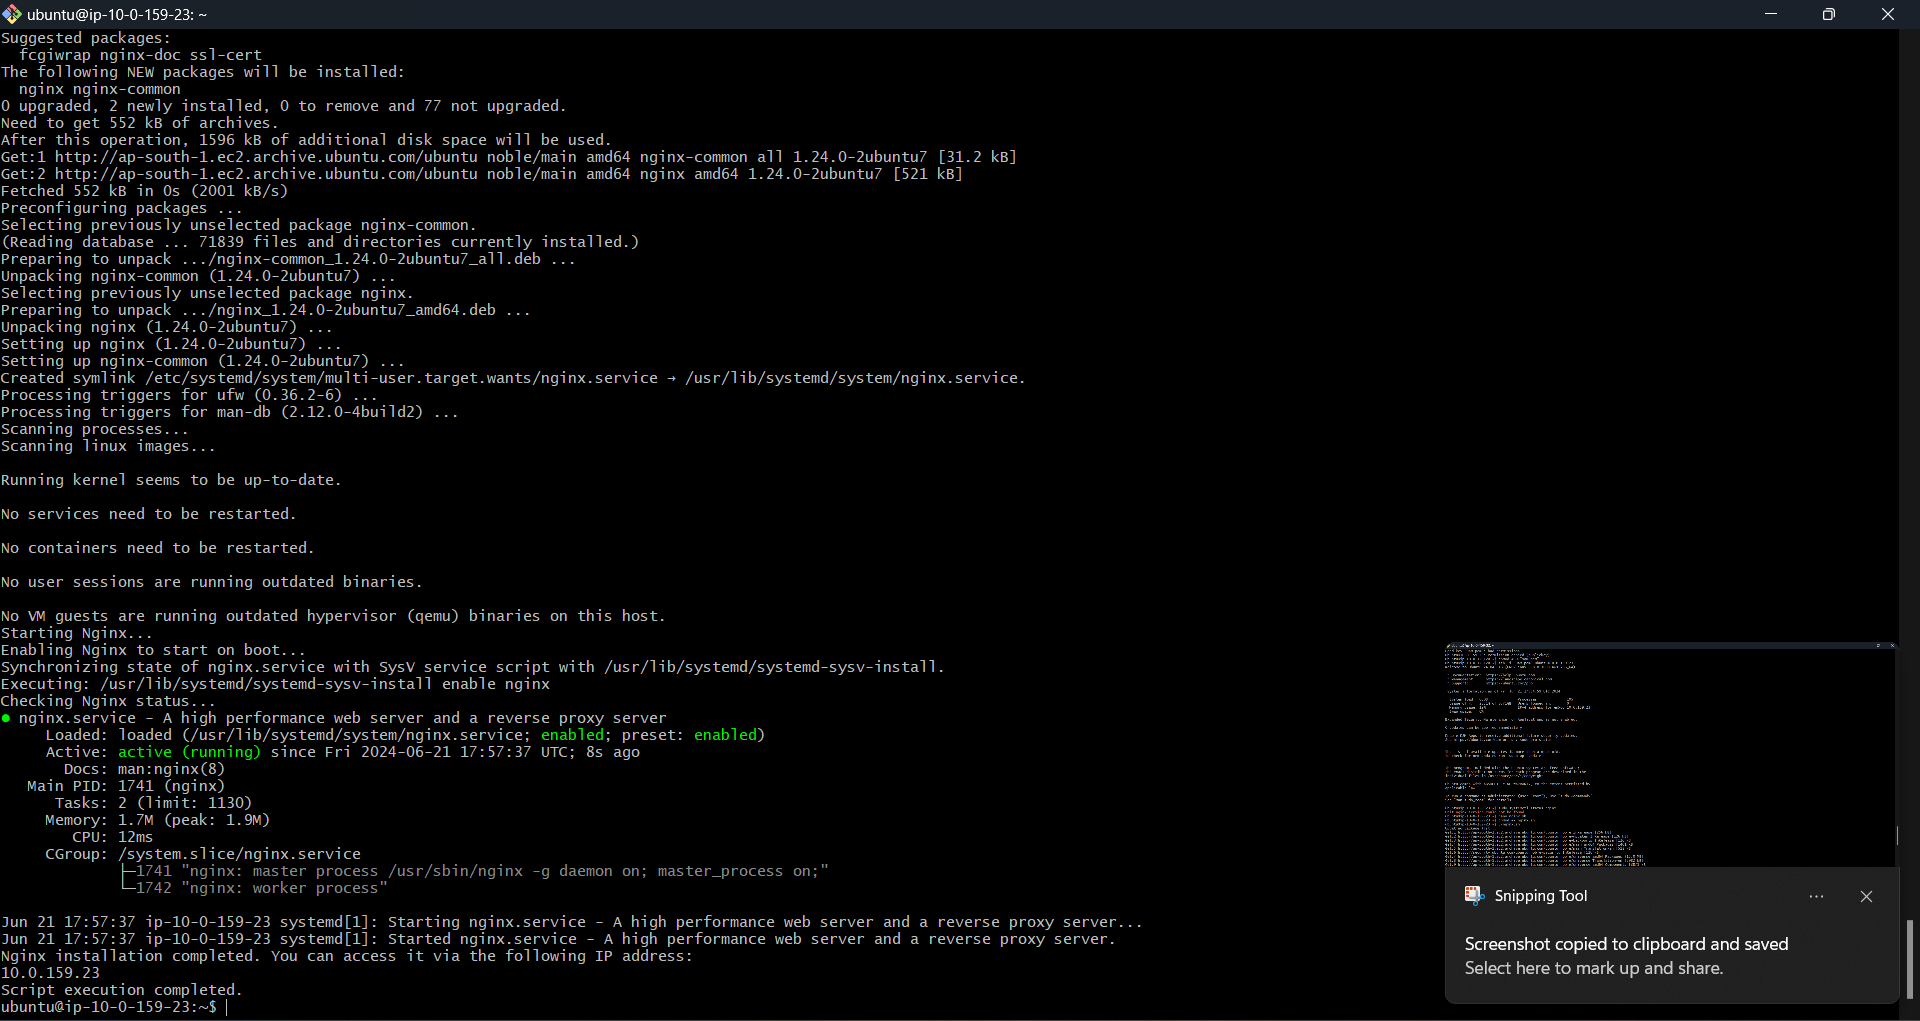 ubuntu@ip-10-0-159-23: ~
Suggested packages:
  fcgiwrap nginx-doc ssl-cert
The following NEW packages will be installed:
  nginx nginx-common
0 upgraded, 2 newly installed, 0 to remove and 77 not upgraded.
Need to get 552 kB of archives.
After this operation, 1596 kB of additional disk space will be used.
Get:1 http://ap-south-1.ec2.archive.ubuntu.com/ubuntu noble/main amd64 nginx-common all 1.24.0-2ubuntu7 [31.2 kB]
Get:2 http://ap-south-1.ec2.archive.ubuntu.com/ubuntu noble/main amd64 nginx amd64 1.24.0-2ubuntu7 [521 kB]
Fetched 552 kB in 0s (2001 kB/s)
Preconfiguring packages ...
Selecting previously unselected package nginx-common.
(Reading database ... 71839 files and directories currently installed.)
Preparing to unpack .../nginx-common_1.24.0-2ubuntu7_all.deb ...
Unpacking nginx-common (1.24.0-2ubuntu7) ...
Selecting previously unselected package nginx.
Preparing to unpack .../nginx_1.24.0-2ubuntu7_amd64.deb ...
Unpacking nginx (1.24.0-2ubuntu7) ...
Setting up nginx (1.24.0-2ubuntu7) ...
Setting up nginx-common (1.24.0-2ubuntu7) ...
Created symlink /etc/systemd/system/multi-user.target.wants/nginx.service → /usr/lib/systemd/system/nginx.service.
Processing triggers for ufw (0.36.2-6) ...
Processing triggers for man-db (2.12.0-4build2) ...
Scanning processes...
Scanning linux images...
Running kernel seems to be up-to-date.
No services need to be restarted.
No containers need to be restarted.
No user sessions are running outdated binaries.
No VM guests are running outdated hypervisor (qemu) binaries on this host.
Starting Nginx...
Enabling Nginx to start on boot...
Synchronizing state of nginx.service with SysV service script with /usr/lib/systemd/systemd-sysv-install.
Executing: /usr/lib/systemd/systemd-sysv-install enable nginx
Checking Nginx status...
● nginx.service - A high performance web server and a reverse proxy server
     Loaded: loaded (/usr/lib/systemd/system/nginx.service; enabled; preset: enabled)
     Active: active (running) since Fri 2024-06-21 17:57:37 UTC; 8s ago
       Docs: man:nginx(8)
   Main PID: 1741 (nginx)
      Tasks: 2 (limit: 1130)
     Memory: 1.7M (peak: 1.9M)
        CPU: 12ms
     CGroup: /system.slice/nginx.service
             ├─1741 "nginx: master process /usr/sbin/nginx -g daemon on; master_process on;"
             └─1742 "nginx: worker process"
Jun 21 17:57:37 ip-10-0-159-23 systemd[1]: Starting nginx.service - A high performance web server and a reverse proxy server...
Jun 21 17:57:37 ip-10-0-159-23 systemd[1]: Started nginx.service - A high performance web server and a reverse proxy server.
Nginx installation completed. You can access it via the following IP address:
10.0.159.23
Script execution completed.
ubuntu@ip-10-0-159-23:~$
Snipping Tool
Screenshot copied to clipboard and saved
Select here to mark up and share.